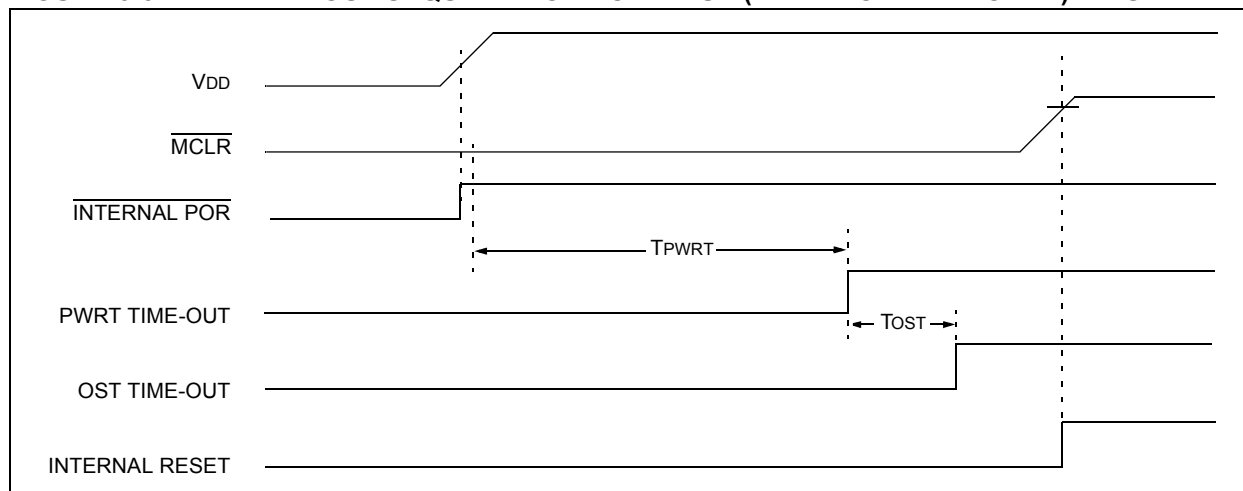 VDD
MCLR
INTERNAL POR
TPWRT
PWRT TIME-OUT
TOST
OST TIME-OUT
INTERNAL RESET